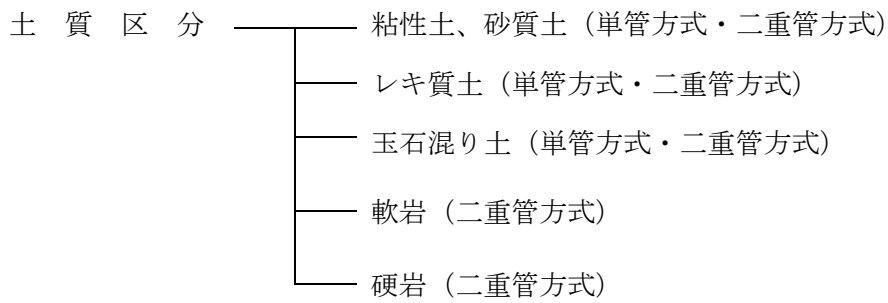 土 質 区 分 粘性土、砂質土（単管方式・二重管方式）
レキ質土（単管方式・二重管方式）
玉石混り土（単管方式・二重管方式）
軟岩（二重管方式）
硬岩（二重管方式）